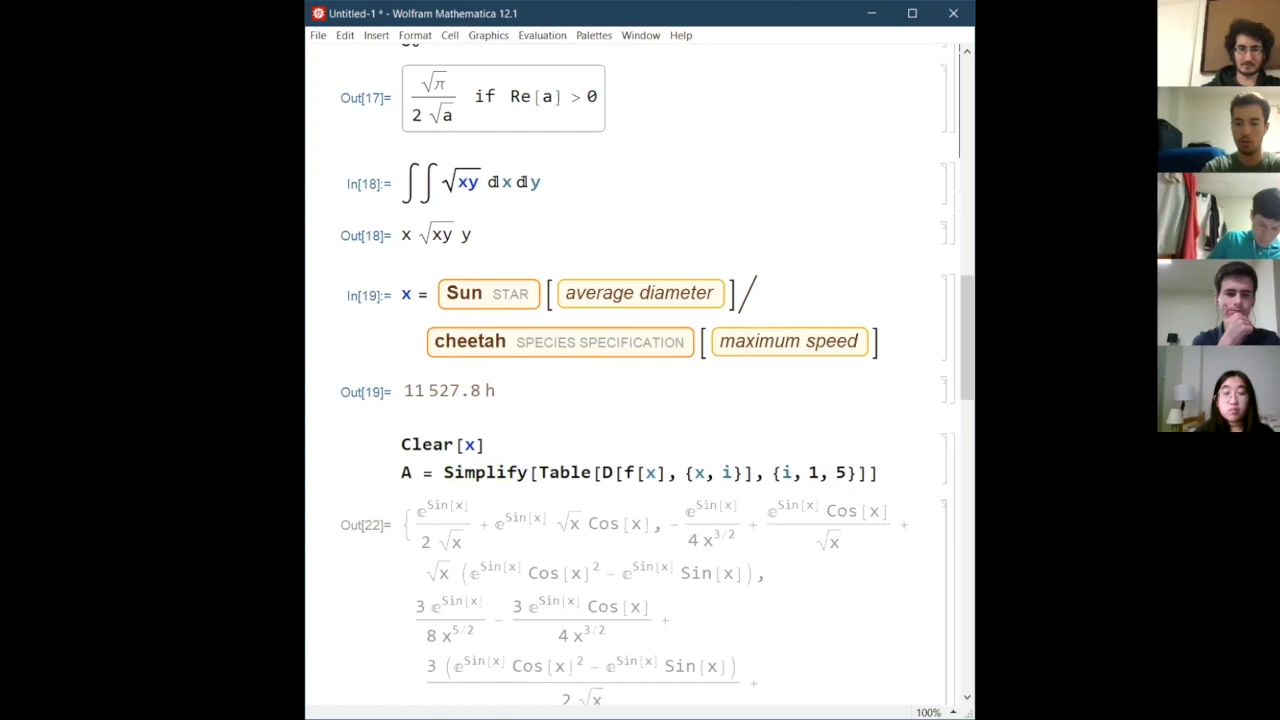 Untitled-1 * - Wolfram Mathematica 12.1
File Edit Insert Format Cell Graphics Evaluation Palettes Window Help
Out[17]= √π / (2 √a) if Re[a] > 0
In[18]:= ∫∫ √xy ⅆx ⅆy
Out[18]= x √xy y
In[19]:= x = Sun STAR [ average diameter ] /
cheetah SPECIES SPECIFICATION [ maximum speed ]
Out[19]= 11 527.8 h
Clear[x]
A = Simplify[Table[D[f[x], {x, i}], {i, 1, 5}]]
Out[22]= { ⅇ^Sin[x] / (2 √x) + ⅇ^Sin[x] √x Cos[x], - ⅇ^Sin[x] / (4 x^3/2) + ⅇ^Sin[x] Cos[x] / √x +
√x (ⅇ^Sin[x] Cos[x]^2 - ⅇ^Sin[x] Sin[x]),
3 ⅇ^Sin[x] / (8 x^5/2) - 3 ⅇ^Sin[x] Cos[x] / (4 x^3/2) +
3 (ⅇ^Sin[x] Cos[x]^2 - ⅇ^Sin[x] Sin[x]) / (2 √x) +
100%